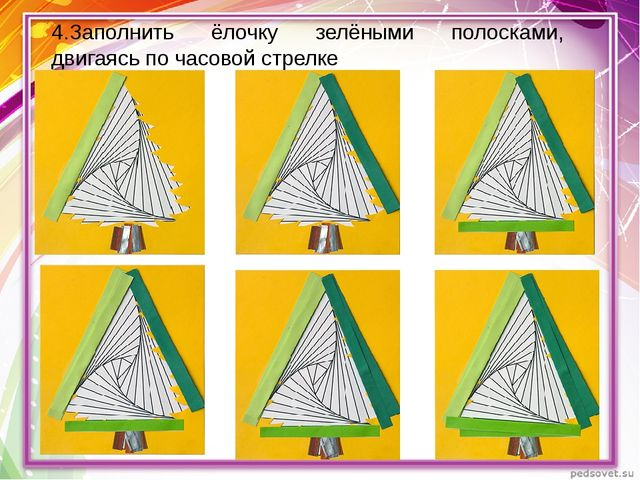 4.Заполнить ёлочку зелёными полосками,
двигаясь по часовой стрелке
pedsovet.su